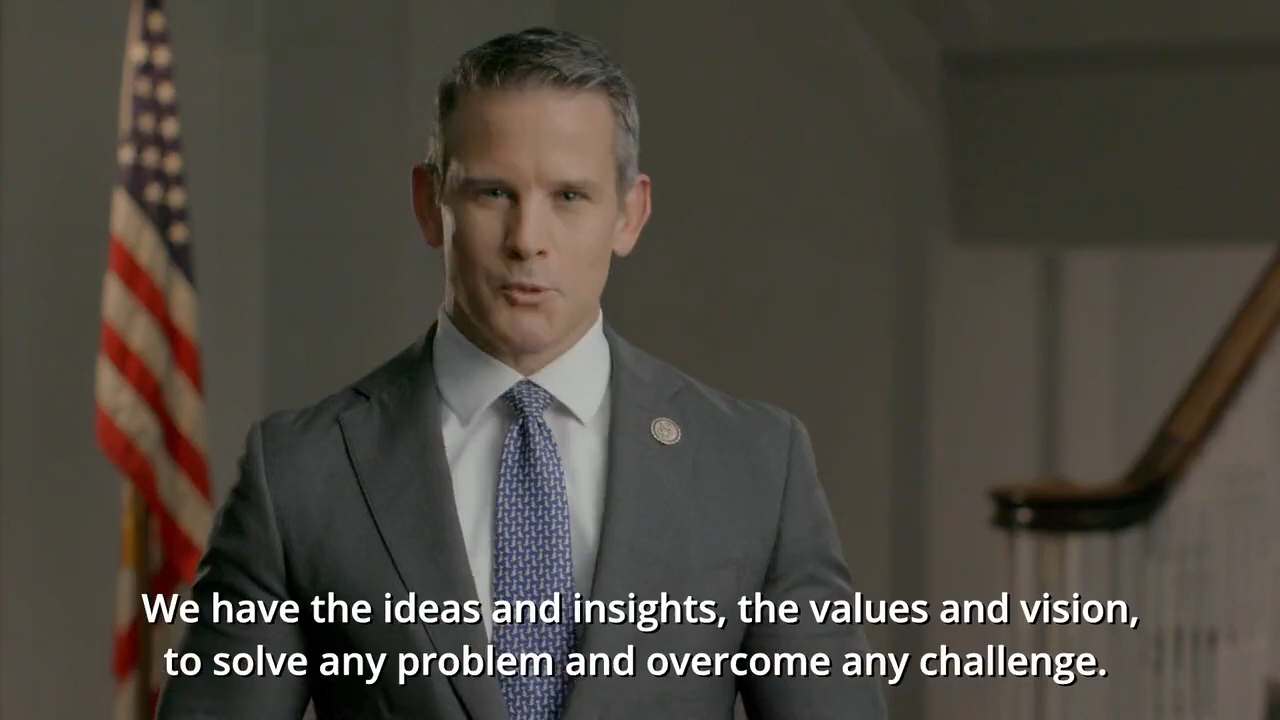 We have the ideas and insights, the values and vision,
to solve any problem and overcome any challenge.